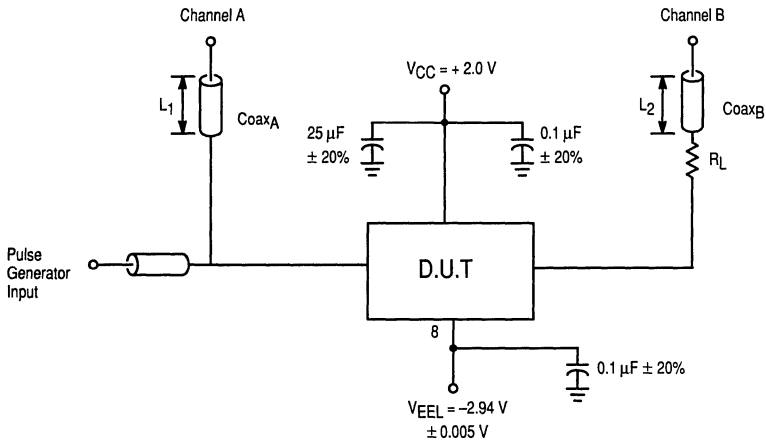 Channel A
Channel B
VCC = + 2.0 V
L1
CoaxA
25 µF
± 20%
0.1 µF
± 20%
L2
CoaxB
RL
Pulse
Generator
Input
D.U.T
8
0.1 µF ± 20%
VEEL = –2.94 V
± 0.005 V